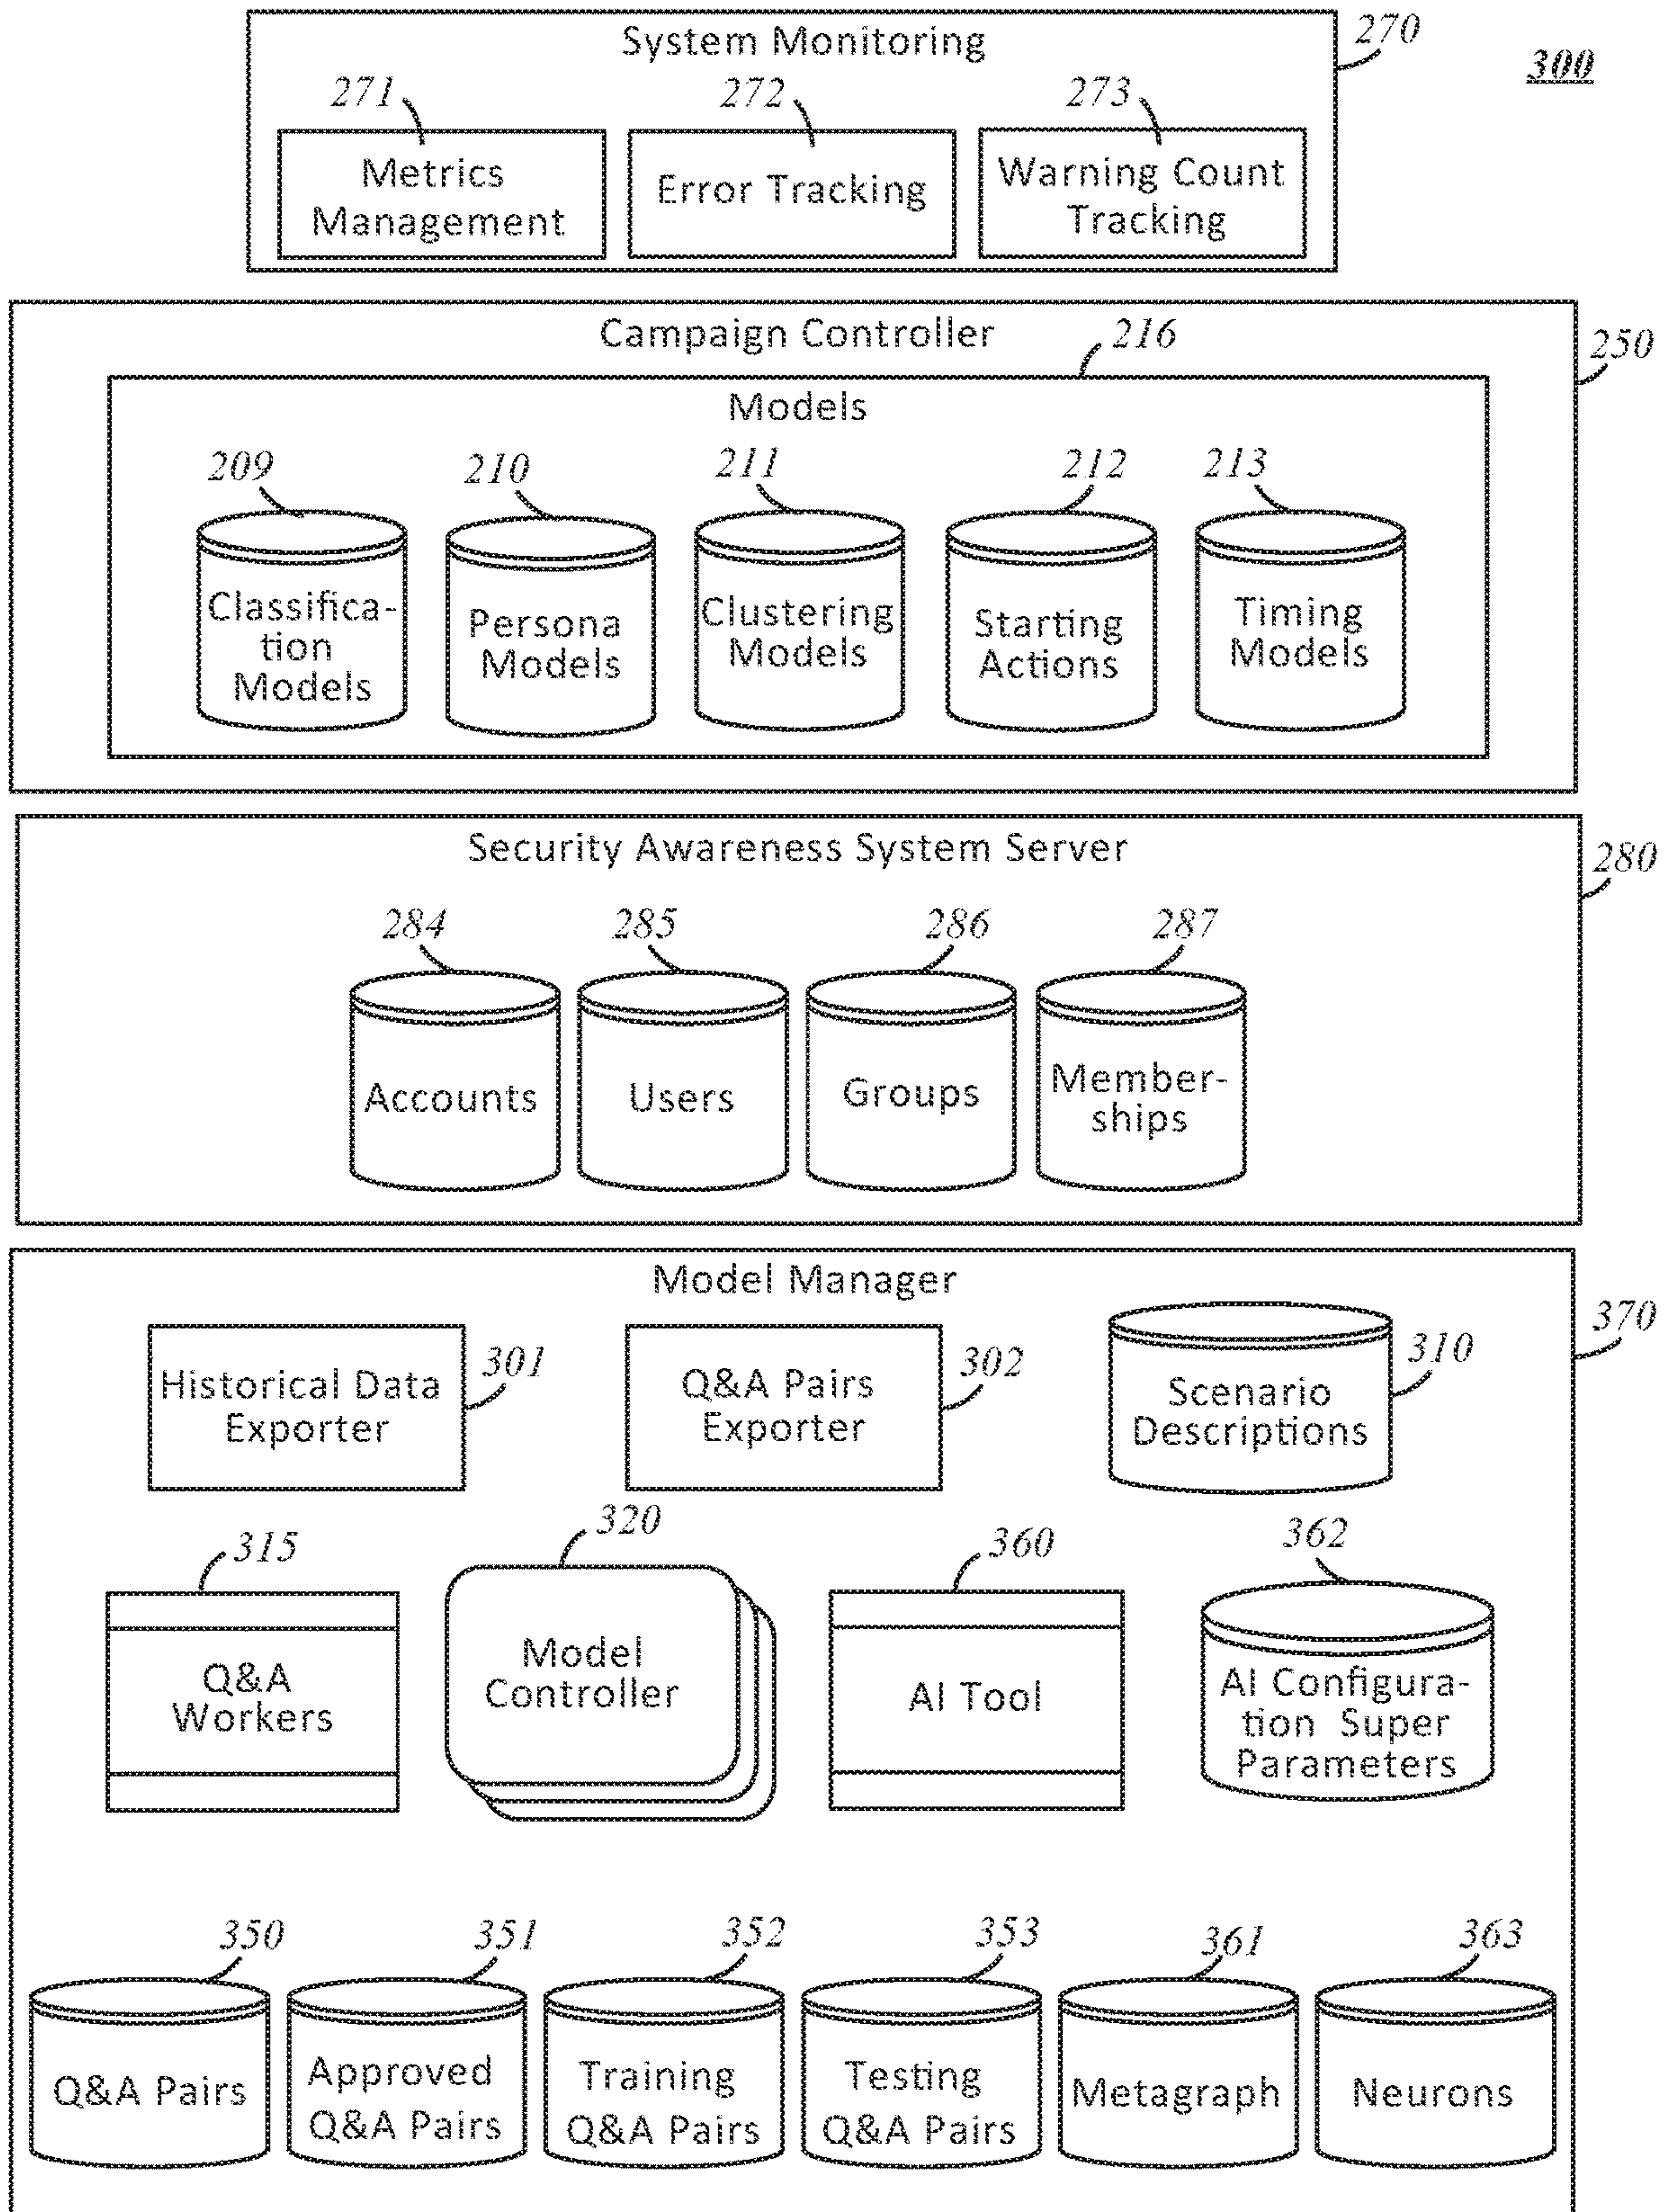 System Monitoring
270
300
271
272
273
Metrics
Management
Error Tracking
Warning Count
Tracking
Campaign Controller
216
250
Models
209
210
211
212
213
Classifica-
tion
Models
Persona
Models
Clustering
Models
Starting
Actions
Timing
Models
Security Awareness System Server
280
284
285
286
287
Accounts
Users
Groups
Member-
ships
Model Manager
370
Historical Data
Exporter
301
Q&A Pairs
Exporter
302
Scenario
Descriptions
310
315
320
360
362
Q&A
Workers
Model
Controller
AI Tool
AI Configura-
tion Super
Parameters
350
351
352
353
361
363
Q&A Pairs
Approved
Q&A Pairs
Training
Q&A Pairs
Testing
Q&A Pairs
Metagraph
Neurons